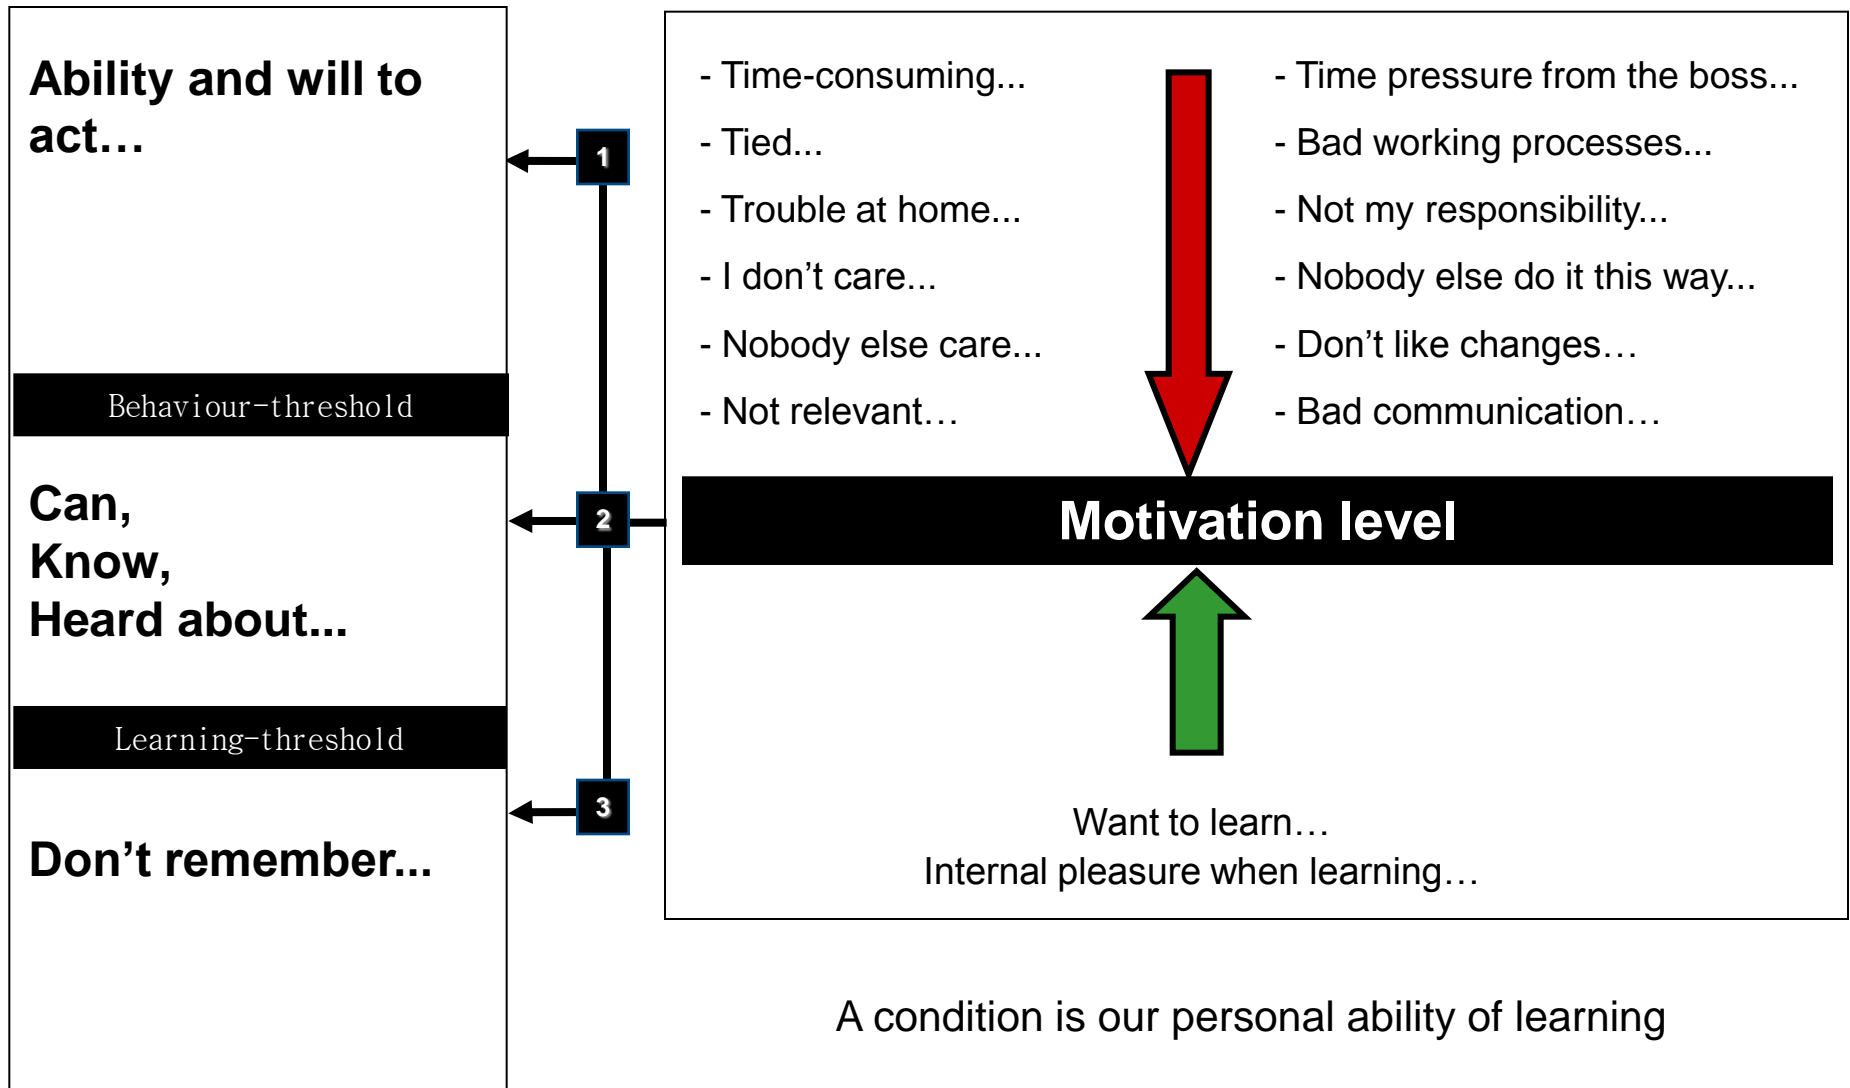 Ability and will to
act…
1
Behaviour-threshold
Can,
Know,
Heard about...
2
Learning-threshold
3
Don’t remember...
- Time-consuming...
- Tied...
- Trouble at home...
- I don’t care...
- Nobody else care...
- Not relevant…
- Time pressure from the boss...
- Bad working processes...
- Not my responsibility...
- Nobody else do it this way...
- Don’t like changes…
- Bad communication…
Motivation level
Want to learn…
Internal pleasure when learning…
A condition is our personal ability of learning